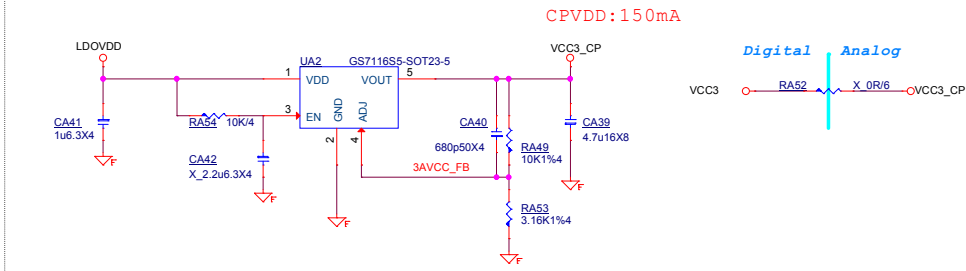 CPVDD:150mA
LDOVDD
UA2 GS7116S5-SOT23-5
VCC3_CP
Digital Analog
1 VDD VOUT 5
VCC3 RA52 X_0R/6 VCC3_CP
3 EN GND ADJ
CA41
1u6.3X4
RA54 10K/4
2 4
CA40
680p50X4
CA39
4.7u16X8
RA49
10K1%4
CA42
X_2.2u6.3X4
3AVCC_FB
RA53
3.16K1%4
F
F
F
F
F
F